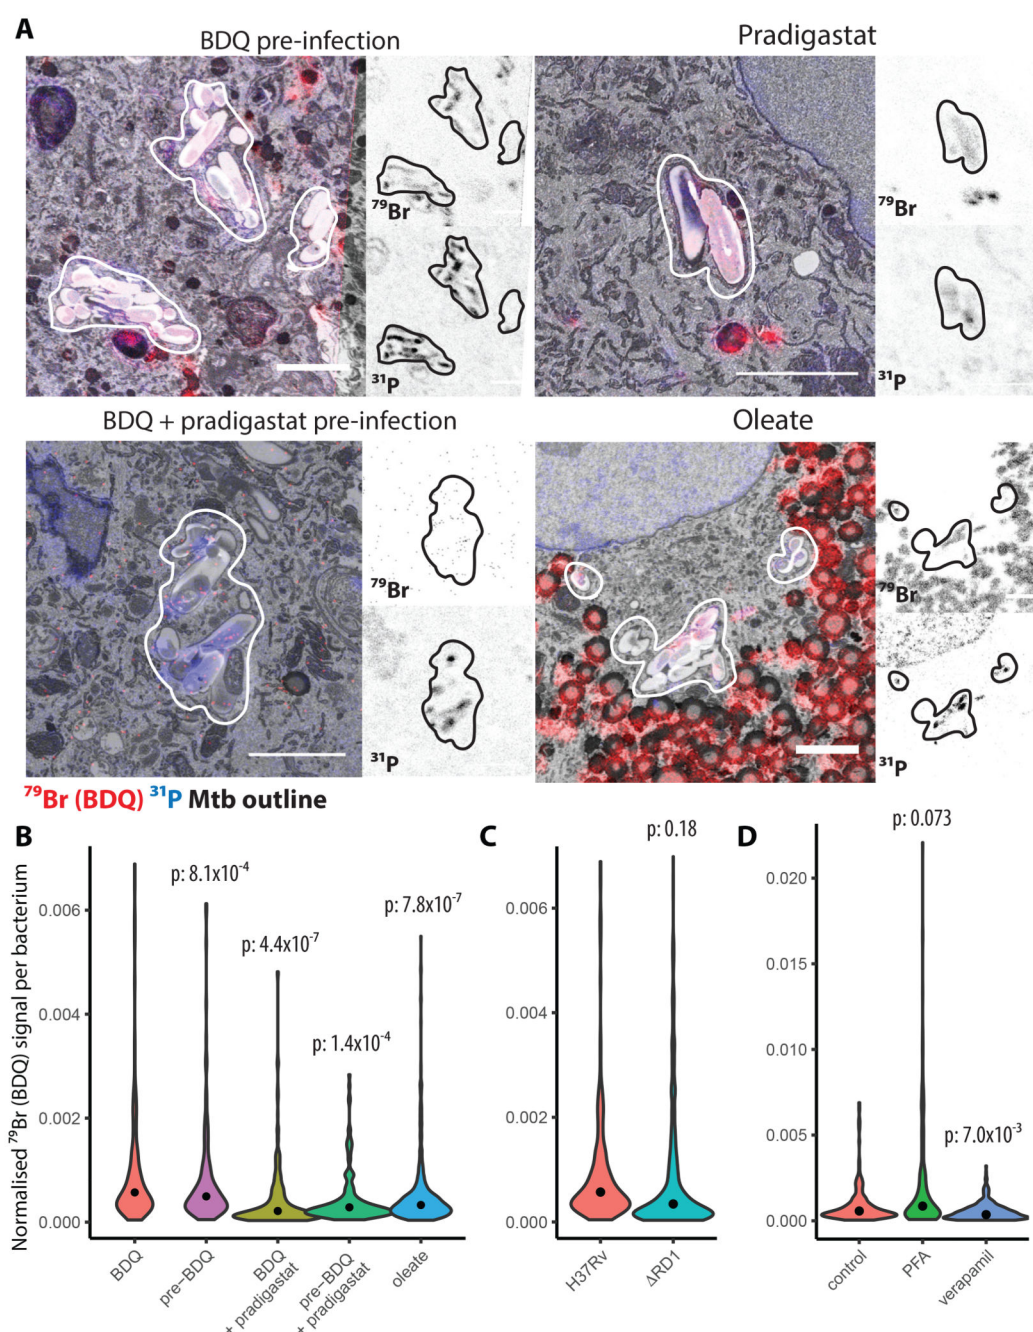 A
BDQ pre-infection
Pradigastat
⁷⁹Br
³¹P
⁷⁹Br
³¹P
BDQ + pradigastat pre-infection
Oleate
⁷⁹Br
³¹P
⁷⁹Br
³¹P
⁷⁹Br (BDQ) ³¹P Mtb outline
B
Normalised ⁷⁹Br (BDQ) signal per bacterium
0.006
0.004
0.002
0.000
p: 8.1x10⁻⁴
p: 4.4x10⁻⁷
p: 1.4x10⁻⁴
p: 7.8x10⁻⁷
BDQ
pre−BDQ
BDQ
+ pradigastat
pre−BDQ
+ pradigastat
oleate
C
p: 0.18
0.006
0.004
0.002
0.000
H37Rv
ΔRD1
D
p: 0.073
p: 7.0x10⁻³
0.020
0.015
0.010
0.005
0.000
control
PFA
verapamil